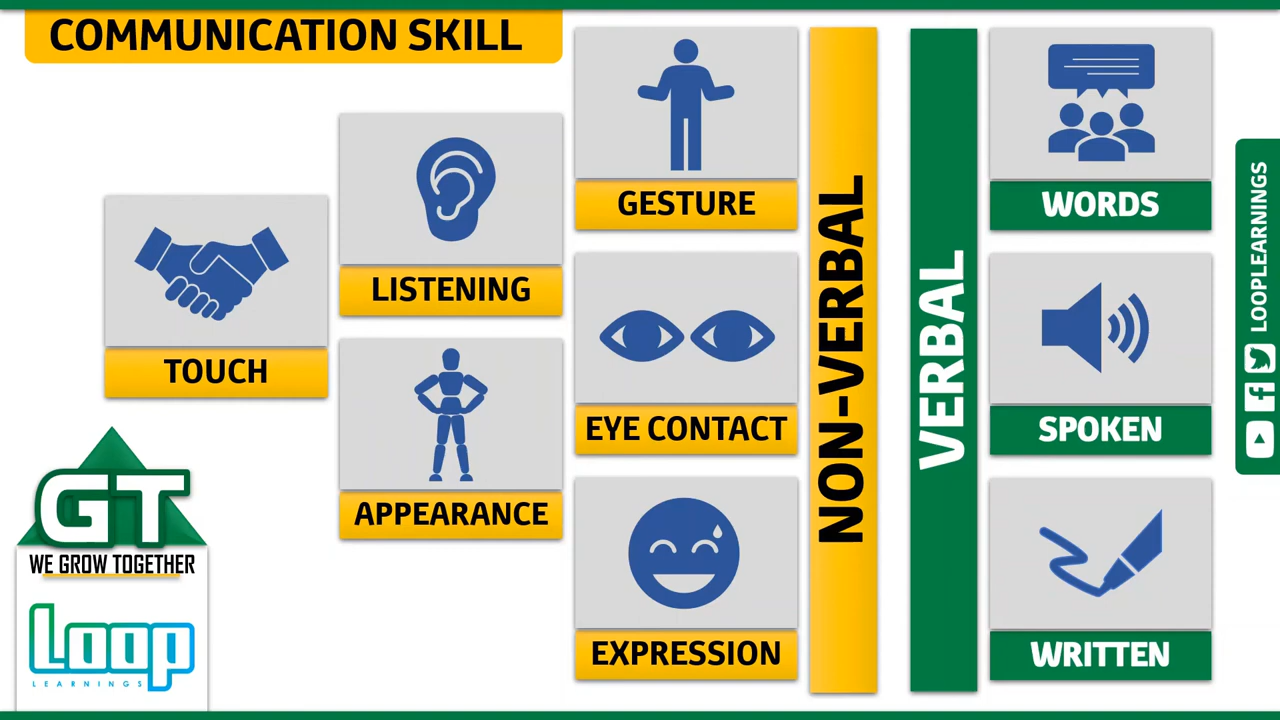 COMMUNICATION SKILL
TOUCH
LISTENING
APPEARANCE
GESTURE
EYE CONTACT
EXPRESSION
NON-VERBAL
VERBAL
WORDS
SPOKEN
WRITTEN
LOOPLEARNINGS
GT
WE GROW TOGETHER
Loop
LEARNINGS